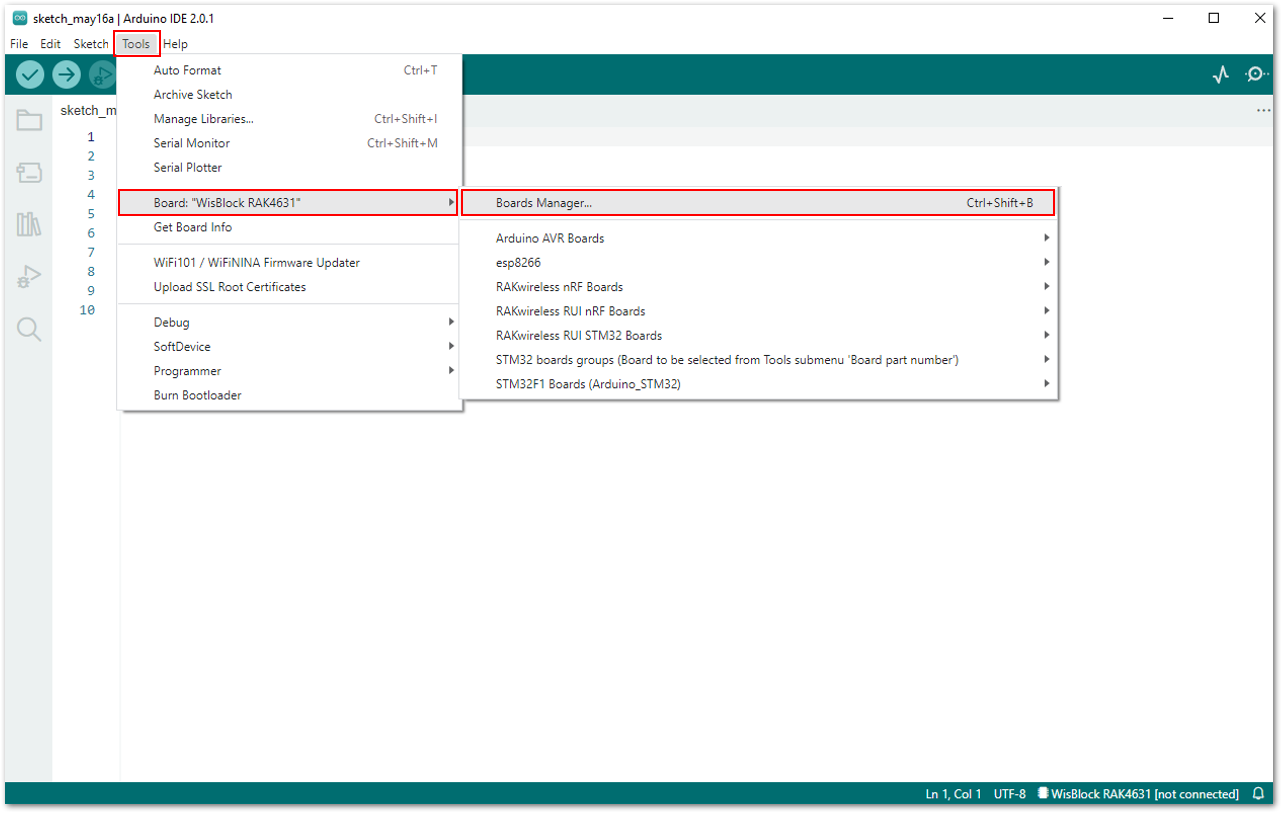 sketch_may16a | Arduino IDE 2.0.1
File Edit Sketch Tools Help
sketch_m
1
2
3
4
5
6
7
8
9
10
Auto Format Ctrl+T
Archive Sketch
Manage Libraries... Ctrl+Shift+I
Serial Monitor Ctrl+Shift+M
Serial Plotter
Board: "WisBlock RAK4631"
Get Board Info
WiFi101 / WiFiNINA Firmware Updater
Upload SSL Root Certificates
Debug
SoftDevice
Programmer
Burn Bootloader
Boards Manager... Ctrl+Shift+B
Arduino AVR Boards
esp8266
RAKwireless nRF Boards
RAKwireless RUI nRF Boards
RAKwireless RUI STM32 Boards
STM32 boards groups (Board to be selected from Tools submenu 'Board part number')
STM32F1 Boards (Arduino_STM32)
Ln 1, Col 1 UTF-8 WisBlock RAK4631 [not connected]